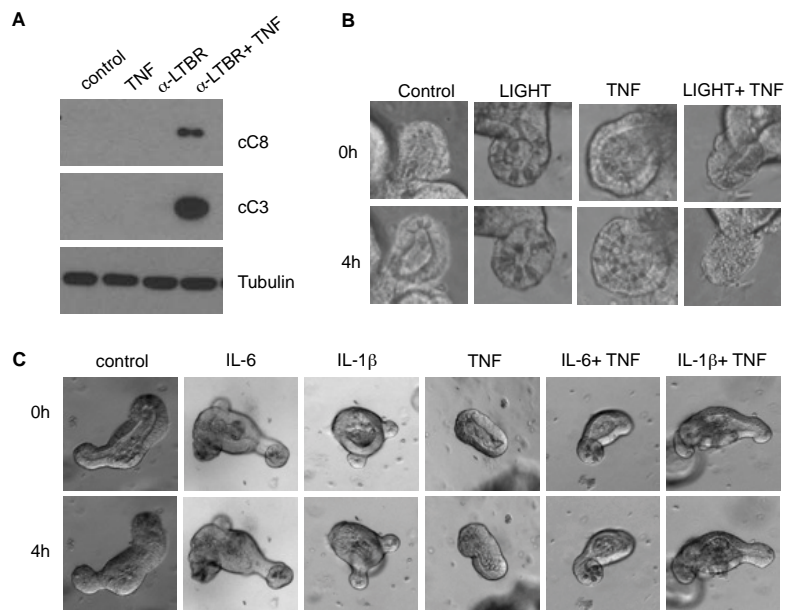 A
control
TNF
α-LTBR
α-LTBR+ TNF
cC8
cC3
Tubulin
B
Control LIGHT TNF LIGHT+ TNF
0h
4h
C
control IL-6 IL-1β TNF IL-6+ TNF IL-1β+ TNF
0h
4h